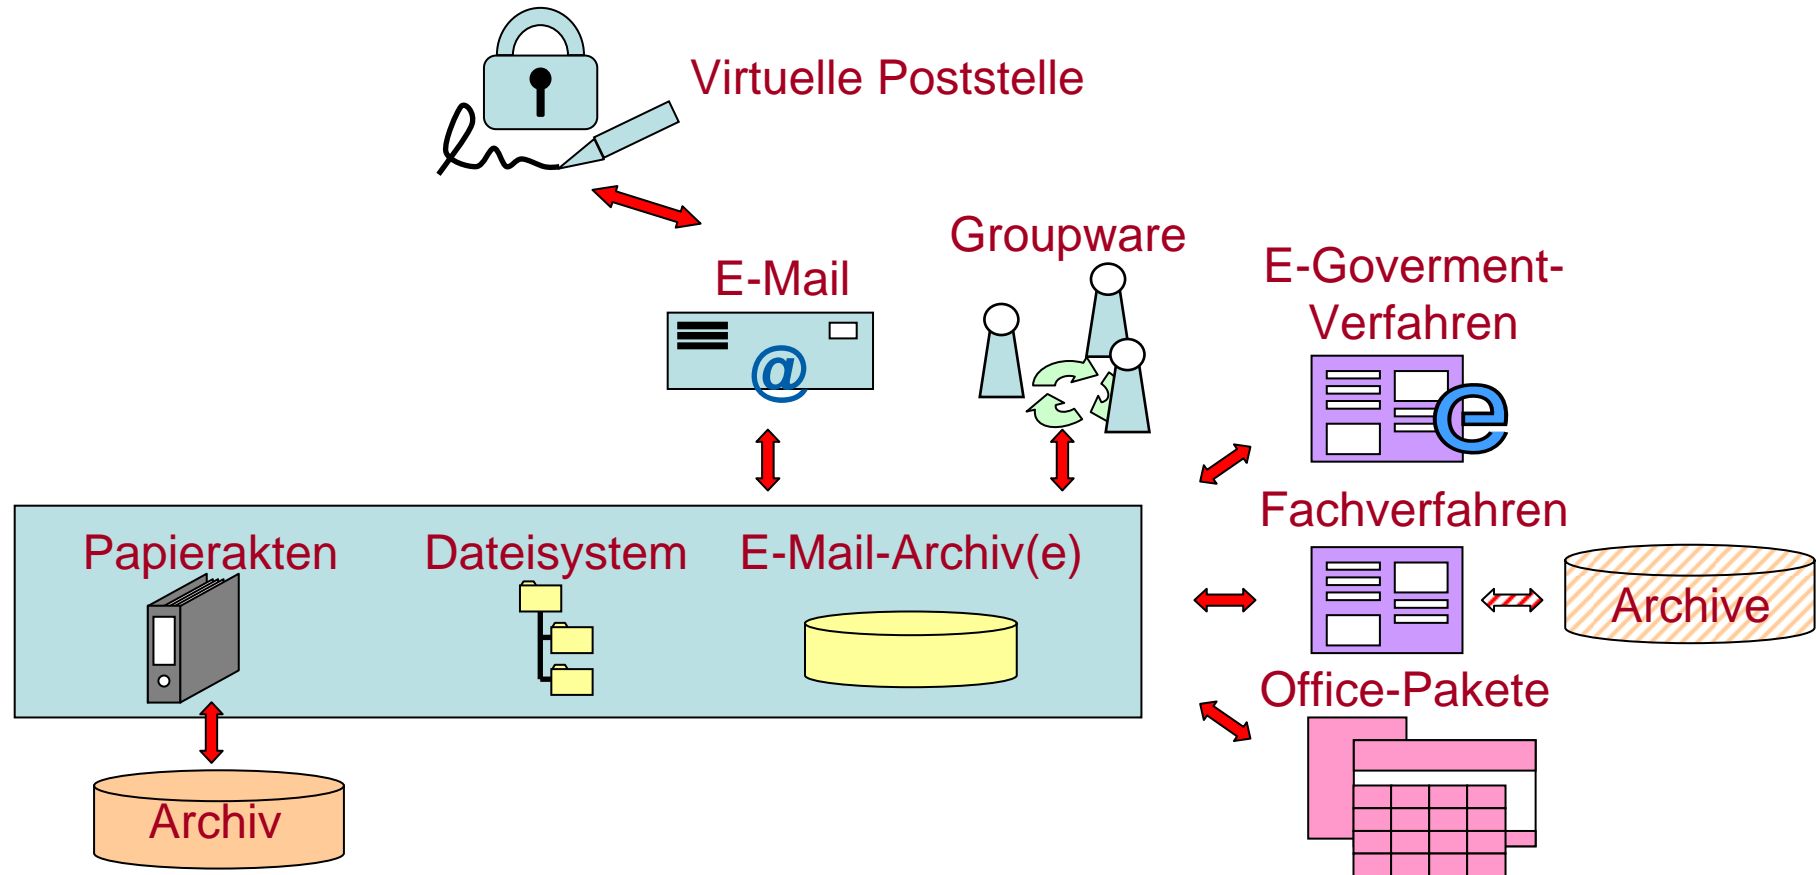 Virtuelle Poststelle
Groupware
E-Mail
E-Goverment-
Verfahren
@
e
Fachverfahren
Papierakten
Dateisystem
E-Mail-Archiv(e)
Archive
Office-Pakete
Archiv